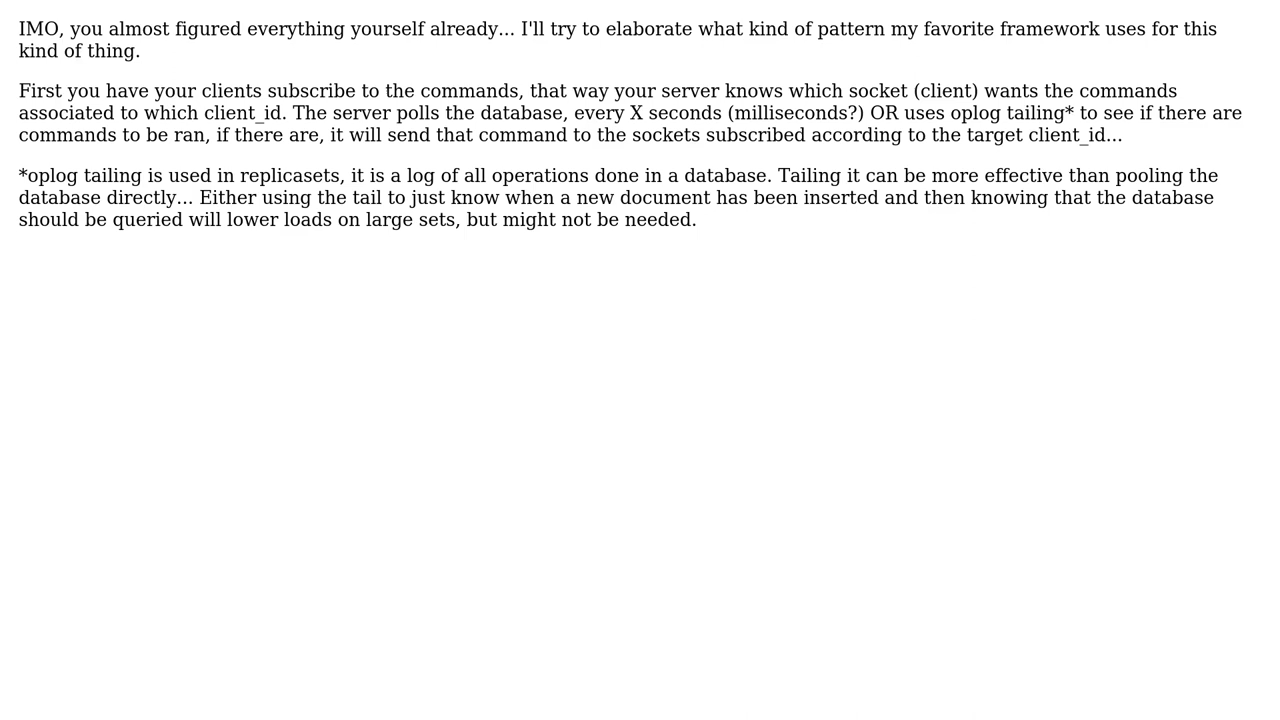 IMO, you almost figured everything yourself already... I'll try to elaborate what kind of pattern my favorite framework uses for this
kind of thing.
First you have your clients subscribe to the commands, that way your server knows which socket (client) wants the commands
associated to which client_id. The server polls the database, every X seconds (milliseconds?) OR uses oplog tailing* to see if there are
commands to be ran, if there are, it will send that command to the sockets subscribed according to the target client_id...
*oplog tailing is used in replicasets, it is a log of all operations done in a database. Tailing it can be more effective than pooling the
database directly... Either using the tail to just know when a new document has been inserted and then knowing that the database
should be queried will lower loads on large sets, but might not be needed.